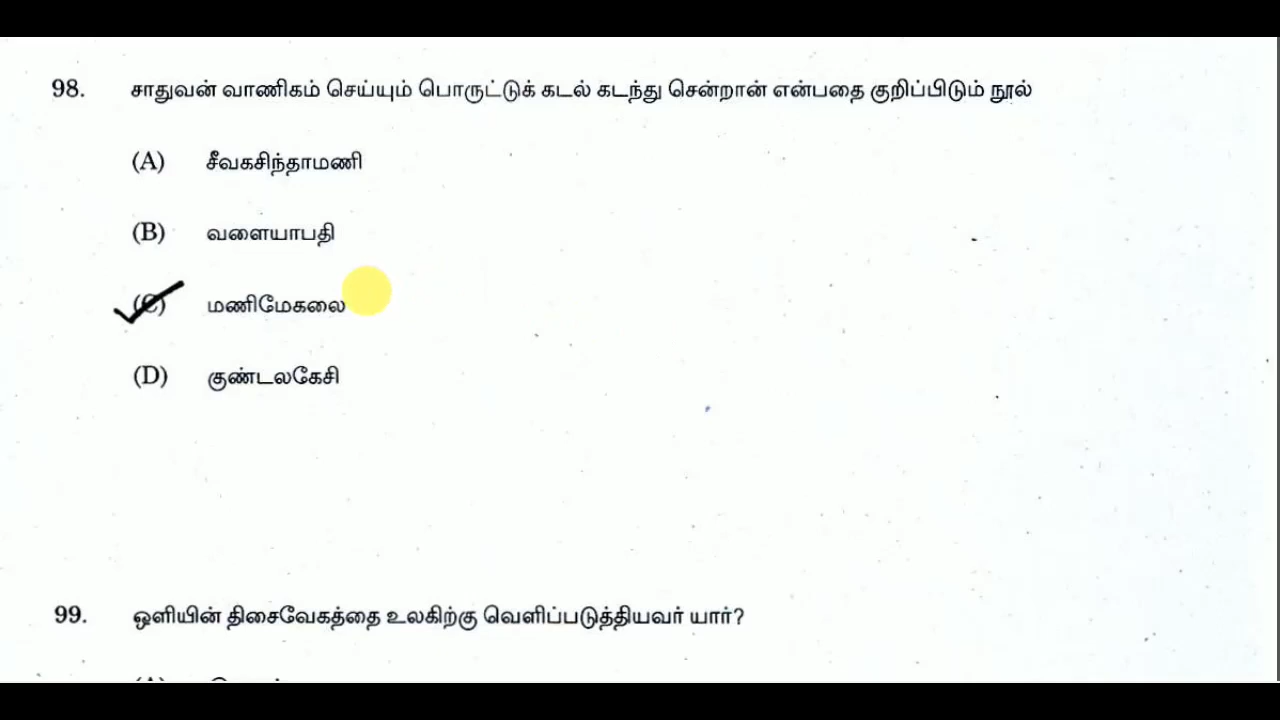 98. சாதுவன் வாணிகம் செய்யும் பொருட்டுக் கடல் கடந்து சென்றான் என்பதை குறிப்பிடும் நூல்
(A) சீவகசிந்தாமணி
(B) வளையாபதி
(C) மணிமேகலை
(D) குண்டலகேசி
99. ஒளியின் திசைவேகத்தை உலகிற்கு வெளிப்படுத்தியவர் யார்?